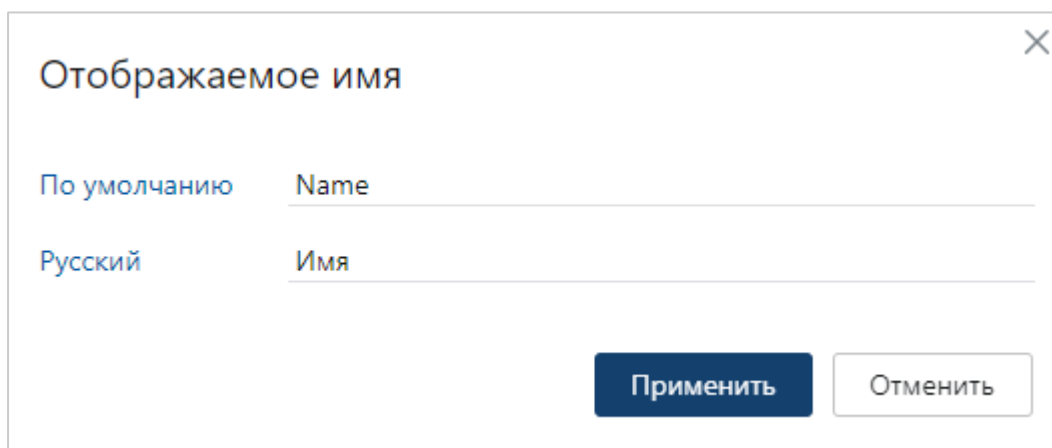 Отображаемое имя
По умолчанию Name
Русский Имя
Применить Отменить